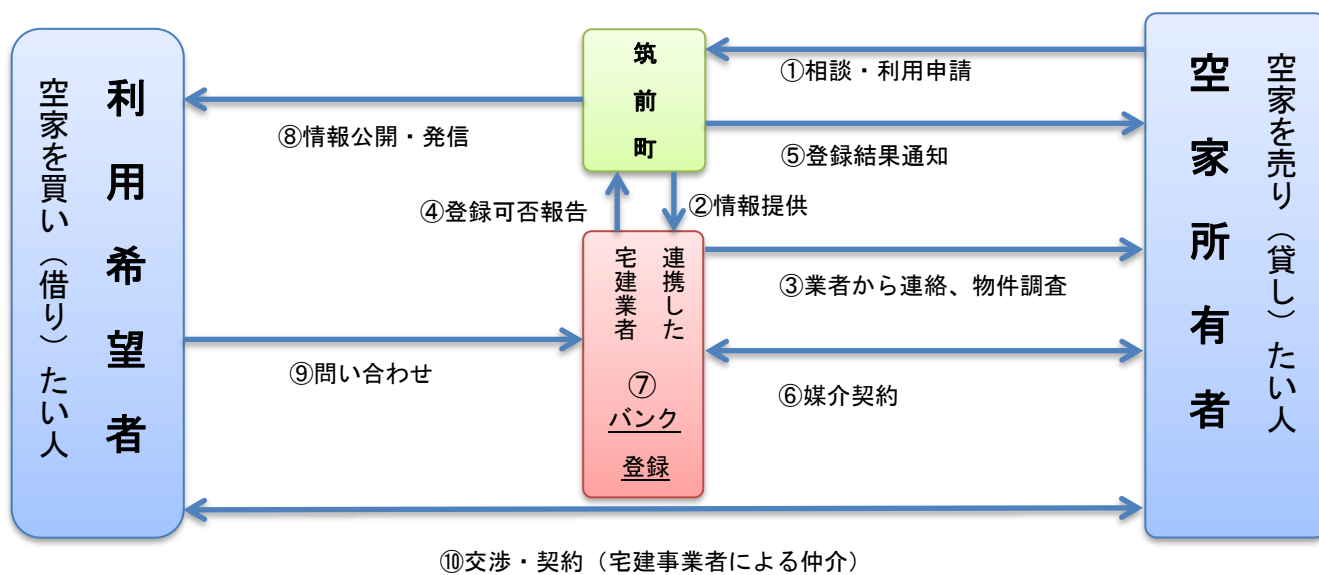 利用希望者
空家を買い（借り）たい人
筑前町
①相談・利用申請
⑧情報公開・発信
⑤登録結果通知
④登録可否報告
②情報提供
連携した
宅建業者
⑦
バンク
登録
③業者から連絡、物件調査
⑨問い合わせ
⑥媒介契約
空家を売り（貸し）たい人
空家所有者
⑩交渉・契約（宅建事業者による仲介）